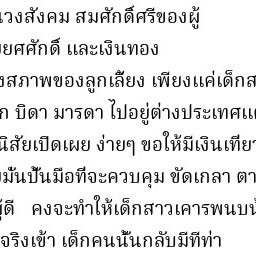 นวงสังคม สมศักดิ์ศรีของผู้
ยศศักดิ์ และเงินทอง
งสภาพของลูกเลี้ยง เพียงแค่เด็กส
ก บิดา มารดา ไปอยู่ต่างประเทศแต
นิสัยเปิดเผย ง่ายๆ ขอให้มีเงินเที่ยว
มั่นปั้นมือที่จะควบคุม ขัดเกลา ตา
ผู้ดี คงจะทำให้เด็กสาวเคารพนบน้
จริงเข้า เด็กคนนั้นกลับมีทีท่า